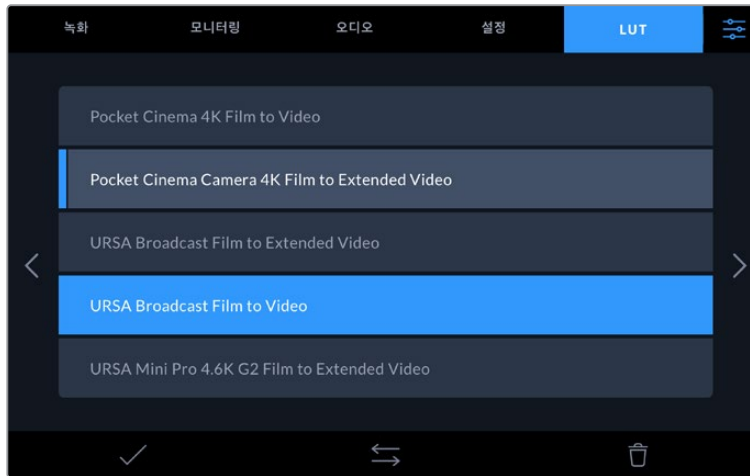 녹화 모니터링 오디오 설정 LUT
Pocket Cinema 4K Film to Video
Pocket Cinema Camera 4K Film to Extended Video
URSA Broadcast Film to Extended Video
URSA Broadcast Film to Video
URSA Mini Pro 4.6K G2 Film to Extended Video